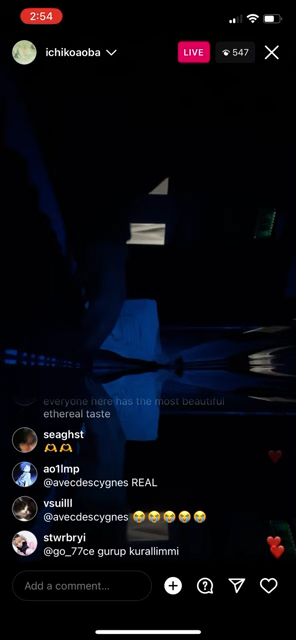 2:54
ichikoaoba
LIVE
547
everyone here has the most beautiful
ethereal taste
seaghst
🫶🫶
ao1lmp
@avecdescygnes REAL
vsuilll
@avecdescygnes 😭😭😭😭😭
stwrbryi
@go_77ce gurup kurallimmi
Add a comment...